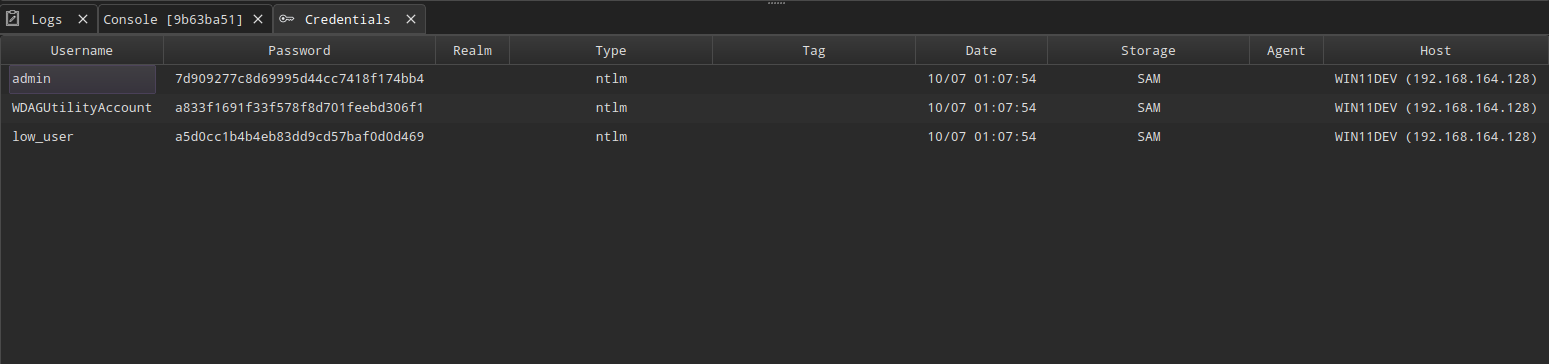 Logs Console [9b63ba51] Credentials
Username Password Realm Type Tag Date Storage Agent Host
admin 7d909277c8d69995d44cc7418f174bb4 ntlm 10/07 01:07:54 SAM WIN11DEV (192.168.164.128)
WDAGUtilityAccount a833f1691f33f578f8d701feebd306f1 ntlm 10/07 01:07:54 SAM WIN11DEV (192.168.164.128)
low_user a5d0cc1b4b4eb83dd9cd57baf0d0d469 ntlm 10/07 01:07:54 SAM WIN11DEV (192.168.164.128)